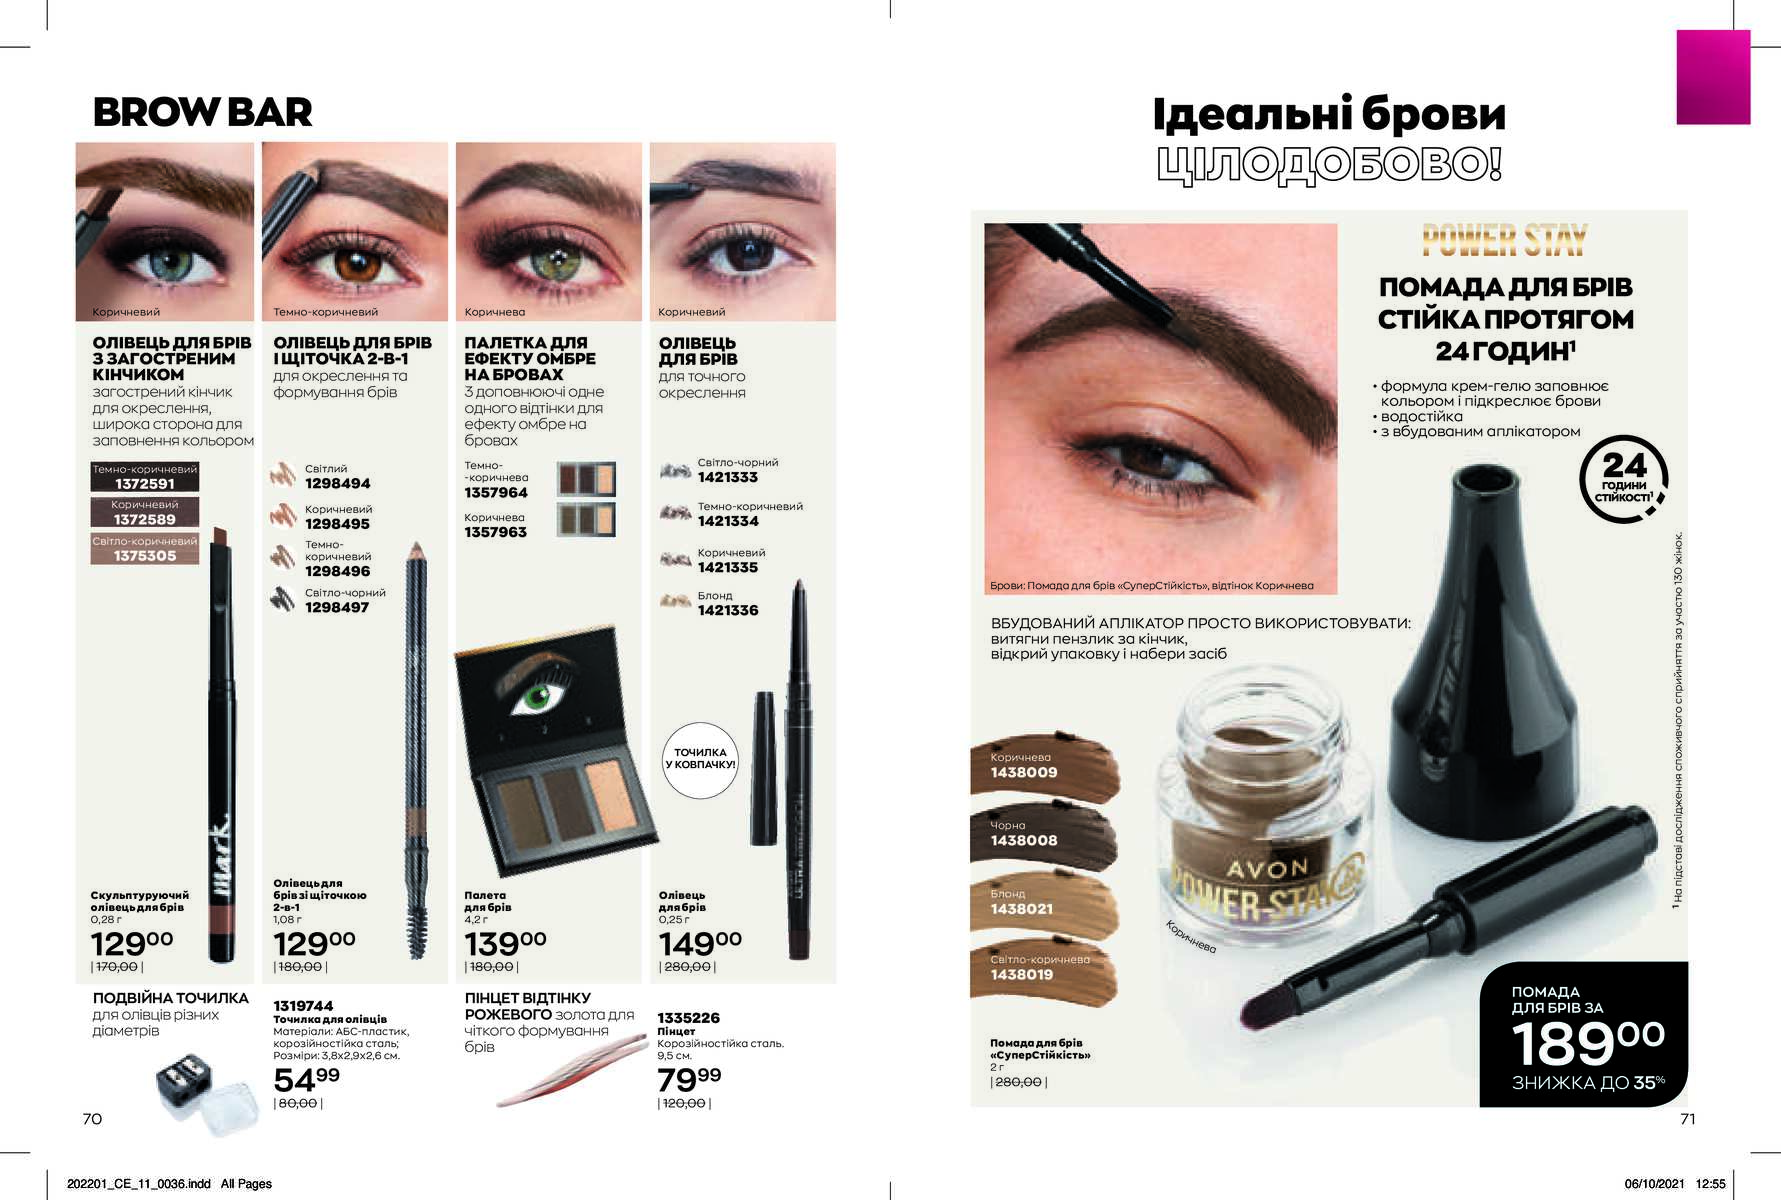 BROW BAR
Коричневий
ОЛІВЕЦЬ ДЛЯ БРІВ
З ЗАГОСТРЕНИМ
КІНЧИКОМ
загострений кінчик
для окреслення,
широка сторона для
заповнення кольором
Темно-коричневий
1372591
Коричневий
1372589
Світло-коричневий
1375305
mark.
Скульптуруючий
олівець для брів
0,28 г
12900
| 170,00 |
Темно-коричневий
ОЛІВЕЦЬ ДЛЯ БРІВ
І ЩІТОЧКА 2-В-1
для окреслення та
формування брів
Світлий
1298494
Коричневий
1298495
Темно-
коричневий
1298496
Світло-чорний
1298497
Олівець для
брів зі щіточкою
2-в-1
1,08 г
12900
| 180,00 |
Коричнева
ПАЛЕТКА ДЛЯ
ЕФЕКТУ ОМБРЕ
НА БРОВАХ
3 доповнюючі одне
одного відтінки для
ефекту омбре на
бровах
Темно-
-коричнева
1357964
Коричнева
1357963
Палета
для брів
4,2 г
13900
| 180,00 |
Коричневий
ОЛІВЕЦЬ
ДЛЯ БРІВ
для точного
окреслення
Світло-чорний
1421333
Темно-коричневий
1421334
Коричневий
1421335
Блонд
1421336
ТОЧИЛКА
У КОВПАЧКУ!
Олівець
для брів
0,25 г
14900
| 280,00 |
ПОДВІЙНА ТОЧИЛКА
для олівців різних
діаметрів
1319744
Точилка для олівців
Матеріали: АБС-пластик,
корозійностійка сталь;
Розміри: 3,8х2,9х2,6 см.
5499
| 80,00 |
ПІНЦЕТ ВІДТІНКУ
РОЖЕВОГО золота для
чіткого формування
брів
1335226
Пінцет
Корозійностійка сталь.
9,5 см.
7999
| 120,00 |
70
Ідеальні брови
ЦІЛОДОБОВО!
Брови: Помада для брів «СуперСтійкість», відтінок Коричнева
POWER STAY
ПОМАДА ДЛЯ БРІВ
СТІЙКА ПРОТЯГОМ
24 ГОДИН¹
• формула крем-гелю заповнює
кольором і підкреслює брови
• водостійка
• з вбудованим аплікатором
24
ГОДИНИ
СТІЙКОСТІ¹
ВБУДОВАНИЙ АПЛІКАТОР ПРОСТО ВИКОРИСТОВУВАТИ:
витягни пензлик за кінчик,
відкрий упаковку і набери засіб
Коричнева
1438009
Чорна
1438008
Блонд
1438021
Світло-коричнева
1438019
AVON
POWER STAY
Коричнева
¹ На підставі дослідження споживчого сприйняття за участю 130 жінок.
Помада для брів
«СуперСтійкість»
2 г
| 280,00 |
ПОМАДА
ДЛЯ БРІВ ЗА
18900
ЗНИЖКА ДО 35%
71
202201_CE_11_0036.indd All Pages
06/10/2021 12:55